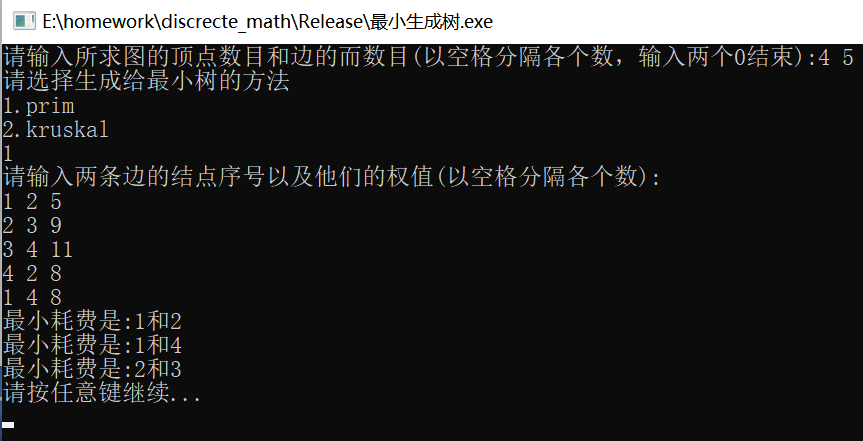 E:\homework\discrecte_math\Release\最小生成树.exe
请输入所求图的顶点数目和边的而数目(以空格分隔各个数，输入两个0结束):4 5
请选择生成给最小树的方法
1.prim
2.kruskal
1
请输入两条边的结点序号以及他们的权值(以空格分隔各个数):
1 2 5
2 3 9
3 4 11
4 2 8
1 4 8
最小耗费是:1和2
最小耗费是:1和4
最小耗费是:2和3
请按任意键继续...